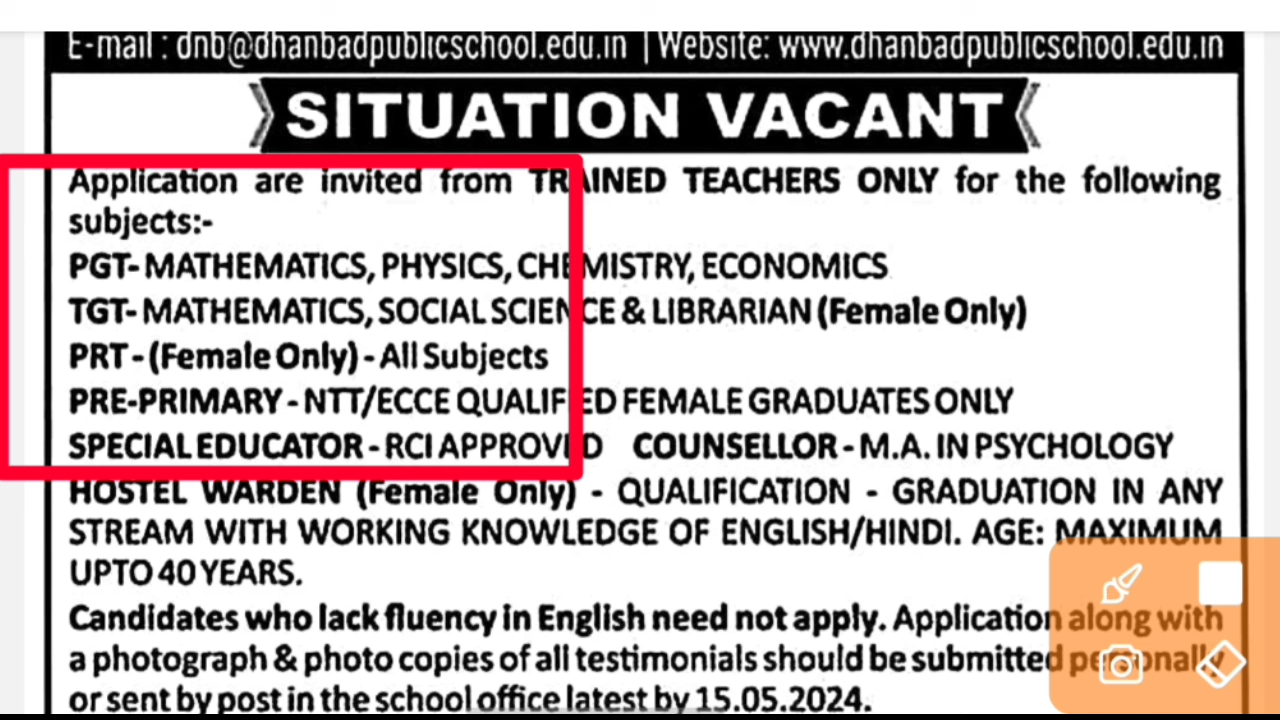 E-mail : dnb@dhanbadpublicschool.edu.in | Website: www.dhanbadpublicschool.edu.in
SITUATION VACANT
Application are invited from TRAINED TEACHERS ONLY for the following
subjects:-
PGT- MATHEMATICS, PHYSICS, CHEMISTRY, ECONOMICS
TGT- MATHEMATICS, SOCIAL SCIENCE & LIBRARIAN (Female Only)
PRT - (Female Only) - All Subjects
PRE-PRIMARY - NTT/ECCE QUALIFIED FEMALE GRADUATES ONLY
SPECIAL EDUCATOR - RCI APPROVED COUNSELLOR - M.A. IN PSYCHOLOGY
HOSTEL WARDEN (Female Only) - QUALIFICATION - GRADUATION IN ANY
STREAM WITH WORKING KNOWLEDGE OF ENGLISH/HINDI. AGE: MAXIMUM
UPTO 40 YEARS.
Candidates who lack fluency in English need not apply. Application along with
a photograph & photo copies of all testimonials should be submitted personally
or sent by post in the school office latest by 15.05.2024.